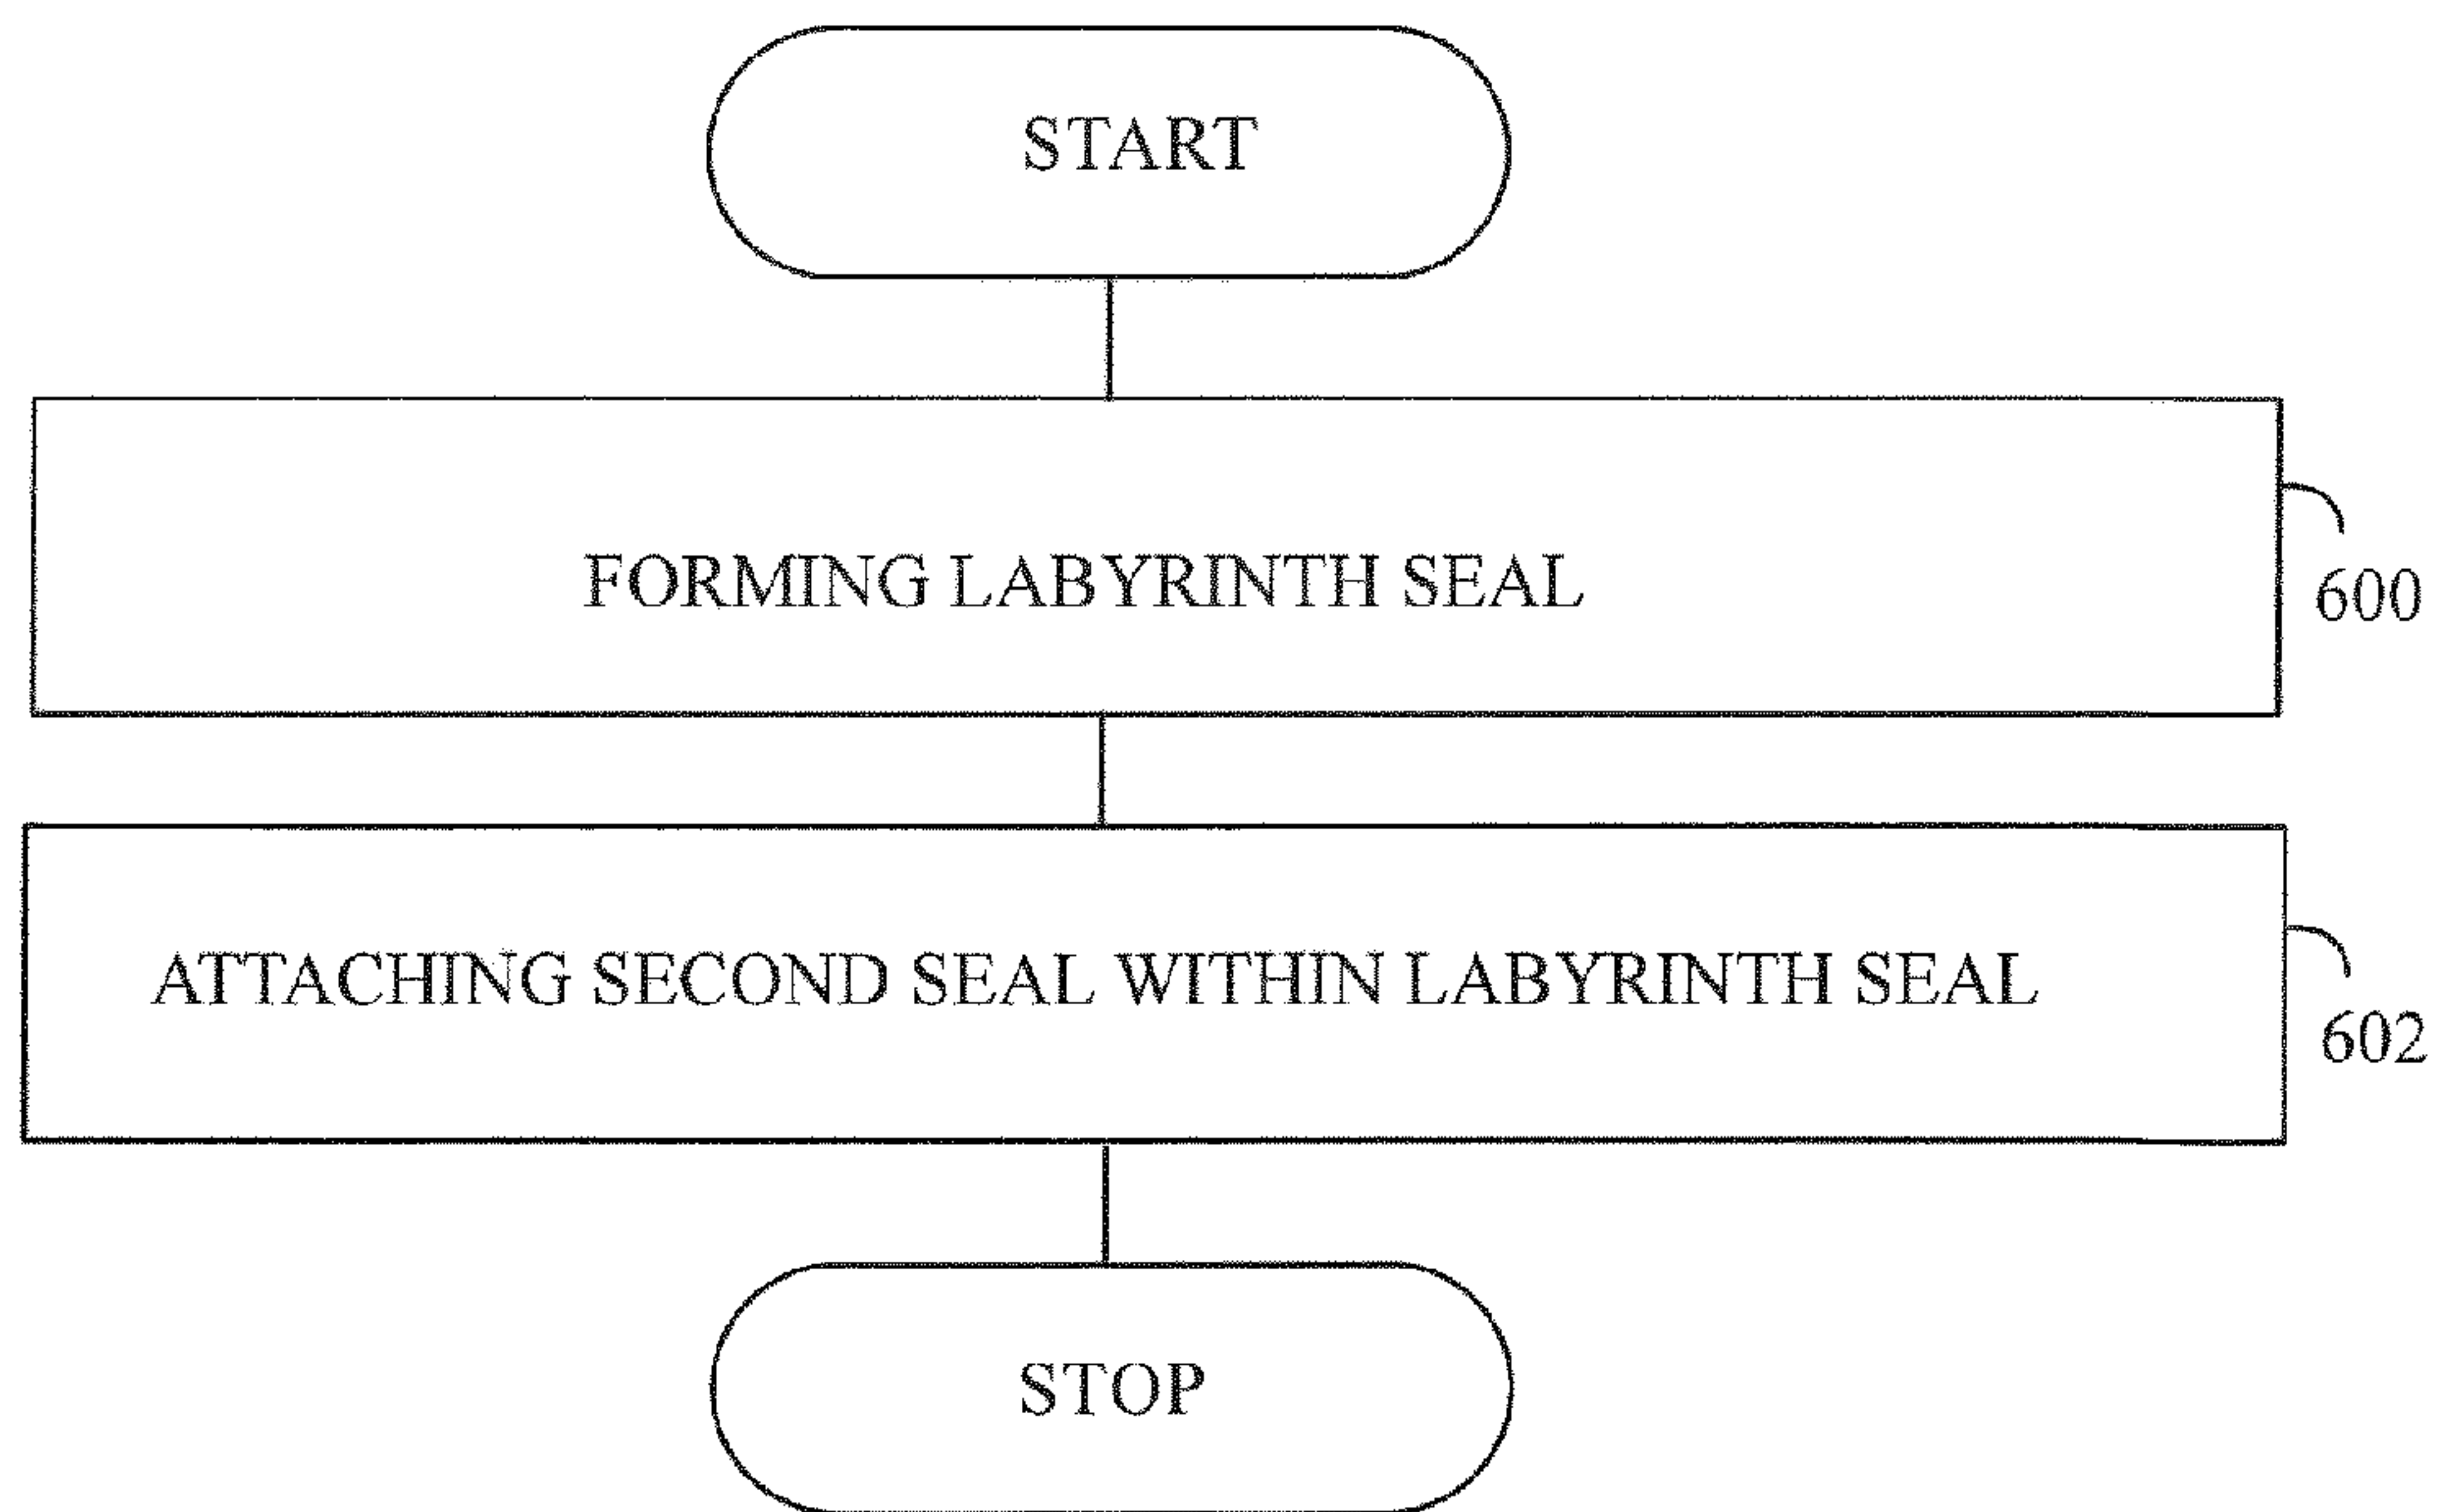 START
FORMING LABYRINTH SEAL
600
ATTACHING SECOND SEAL WITHIN LABYRINTH SEAL
602
STOP